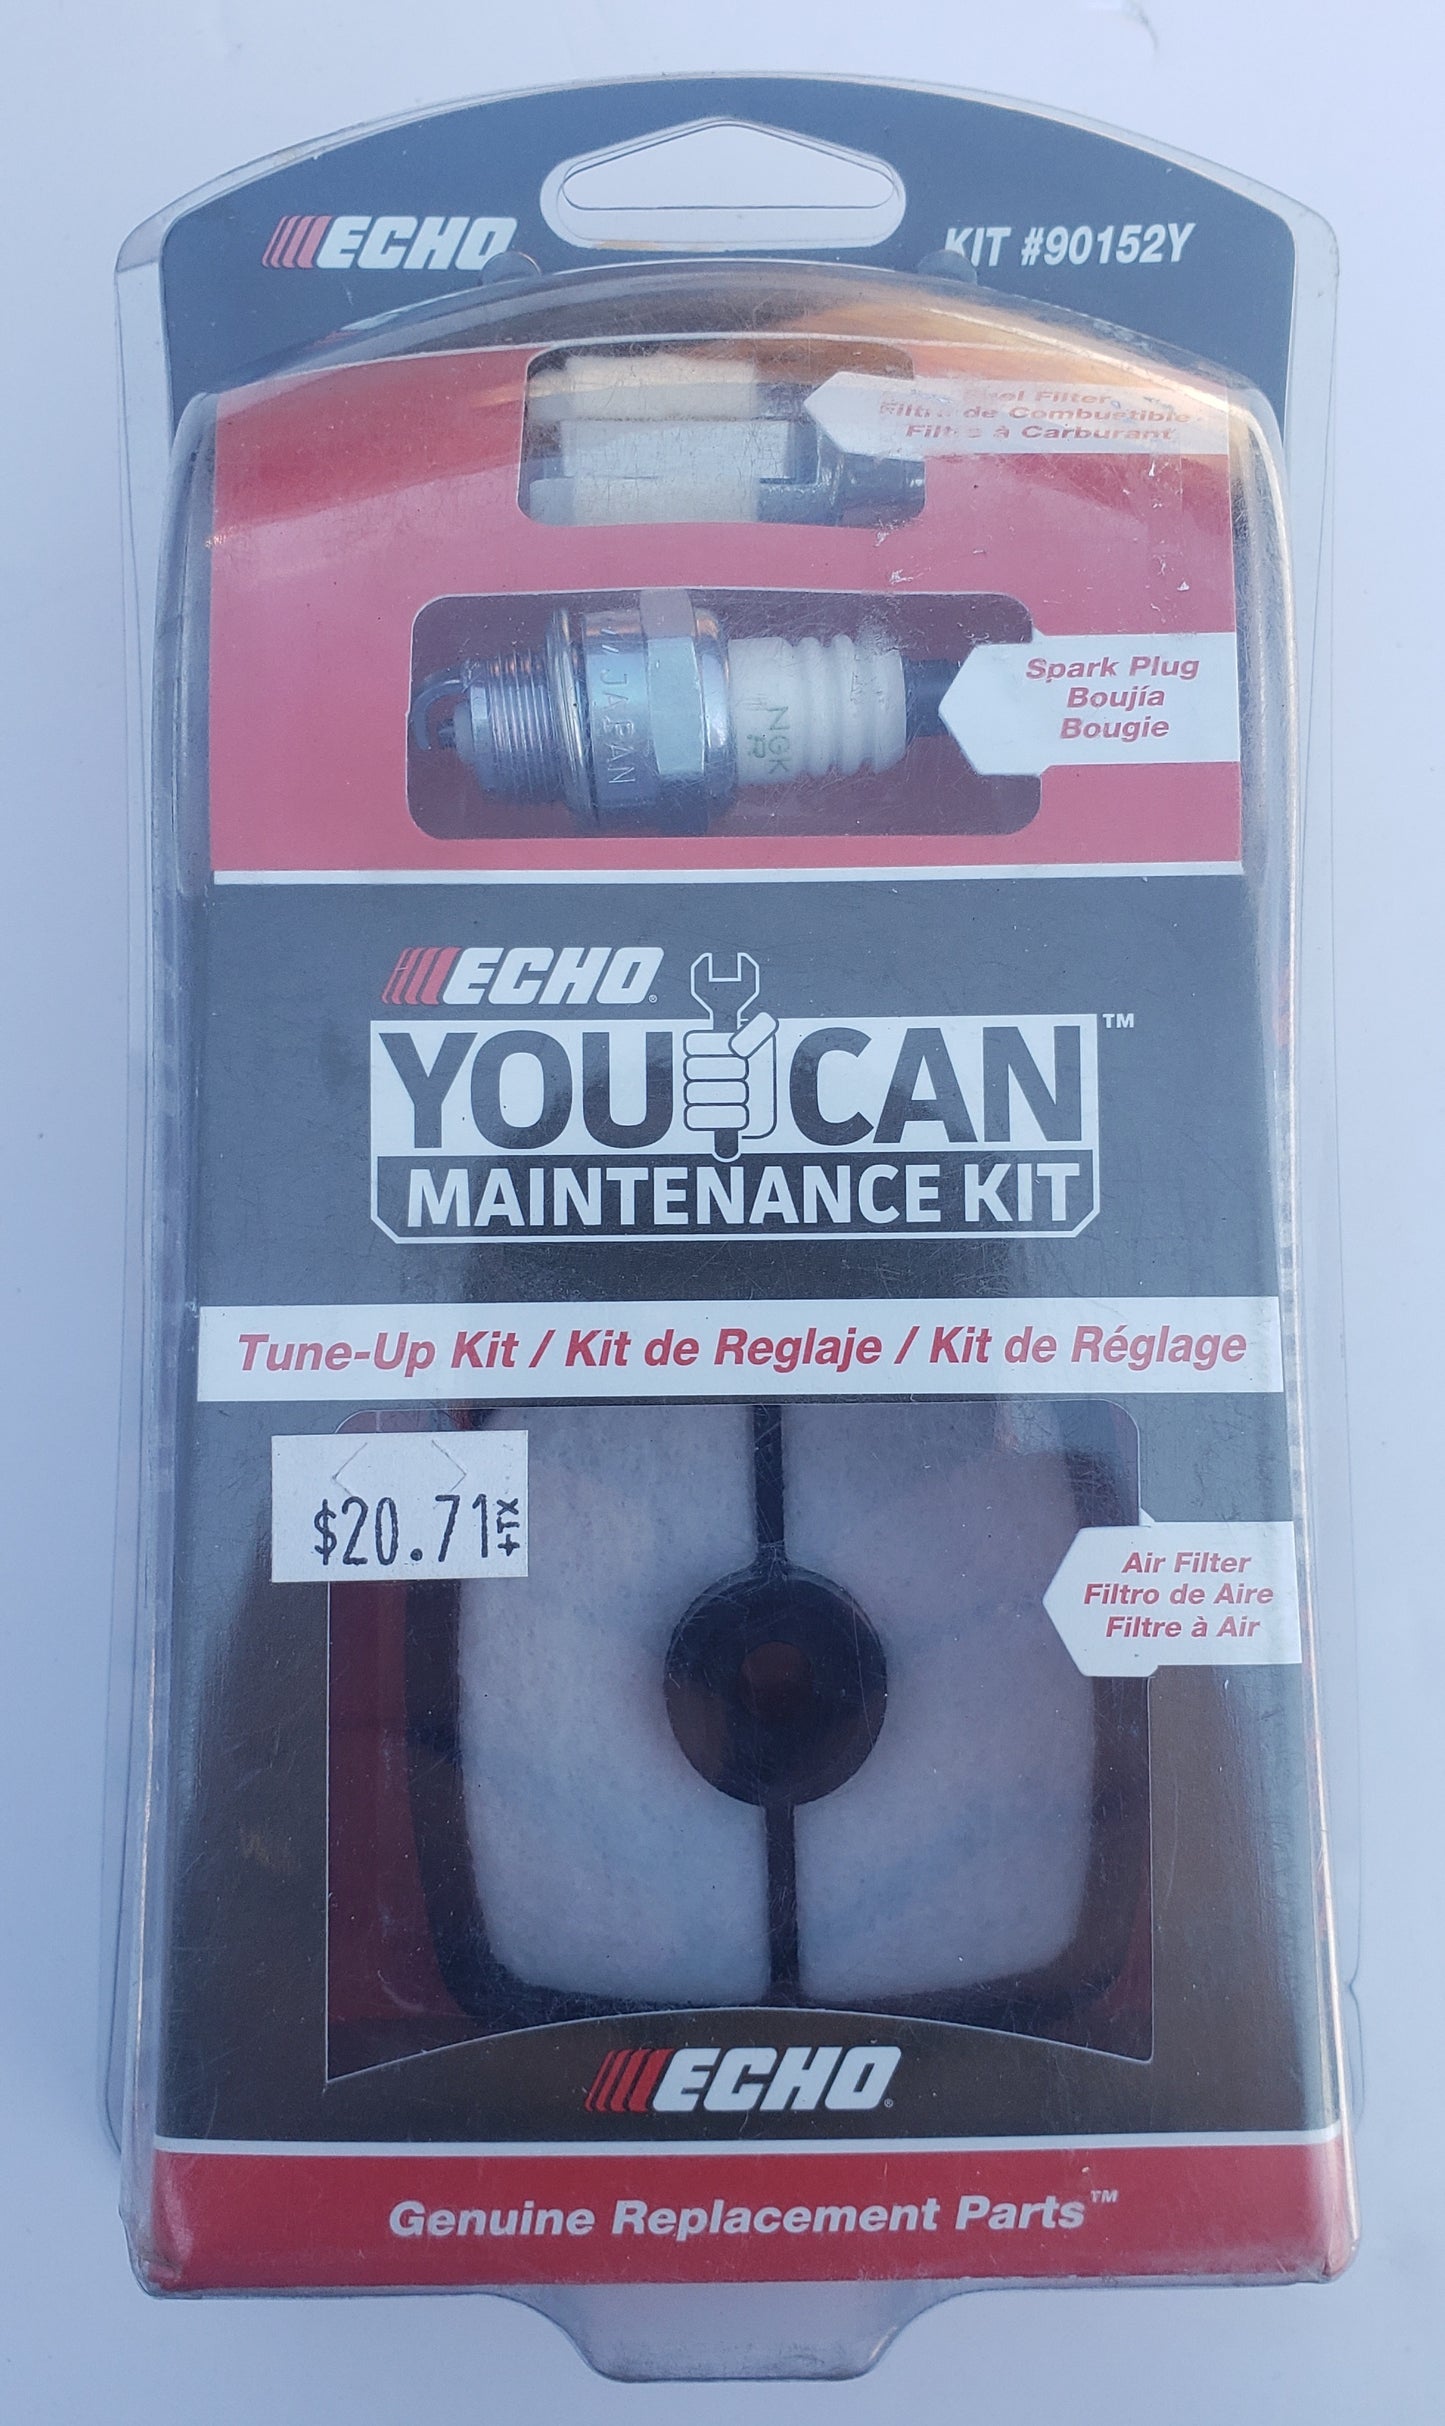 ECHO
KIT #90152Y
Fuel Filter
Filtro de Combustible
Filtre à Carburant
JAPAN
NGK
R
Spark Plug
Boujía
Bougie
ECHO®
YOU CAN™
MAINTENANCE KIT
Tune-Up Kit / Kit de Reglaje / Kit de Réglage
$20.71+TX
Air Filter
Filtro de Aire
Filtre à Air
ECHO®
Genuine Replacement Parts™